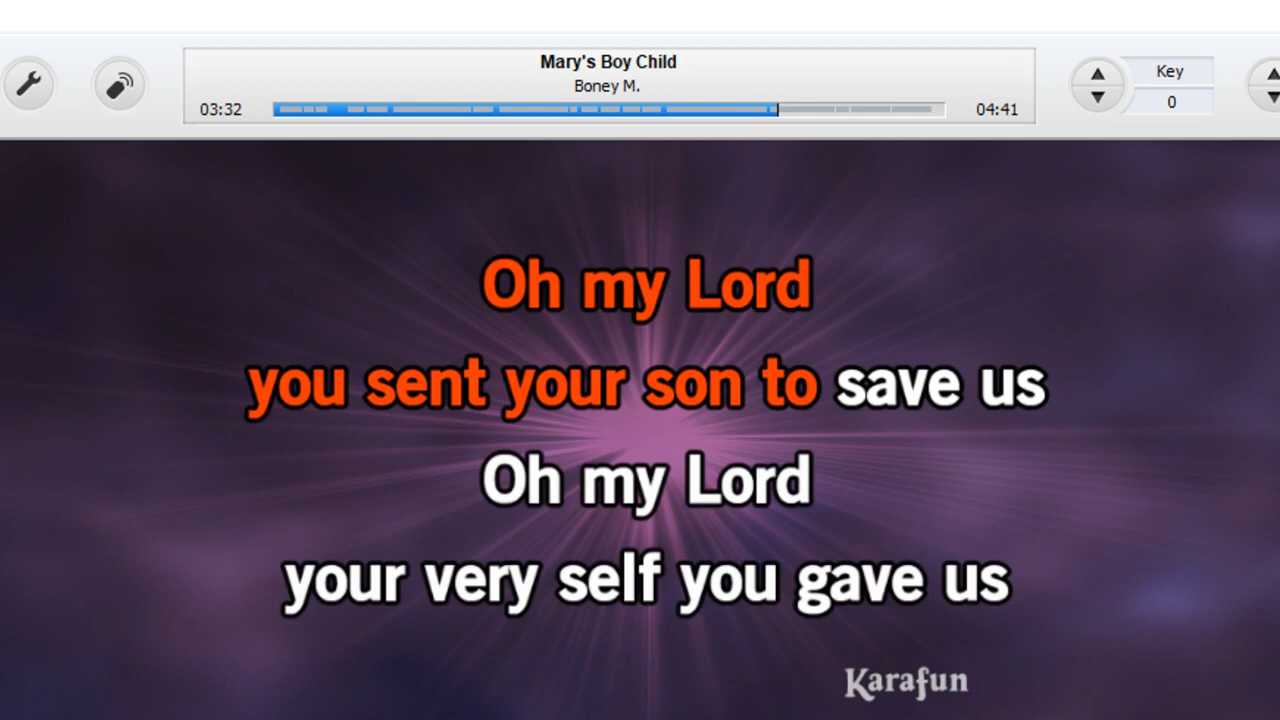 Mary's Boy Child
Boney M.
03:32
04:41
Key
0
Oh my Lord
you sent your son to save us
Oh my Lord
your very self you gave us
Karafun